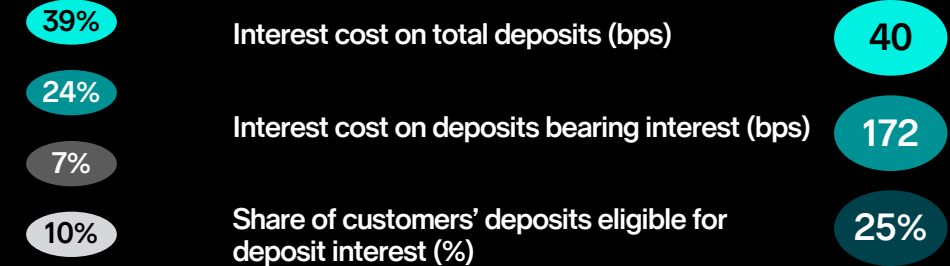 39%
24%
7%
10%
Interest cost on total deposits (bps)
40
Interest cost on deposits bearing interest (bps)
172
Share of customers’ deposits eligible for
deposit interest (%)
25%